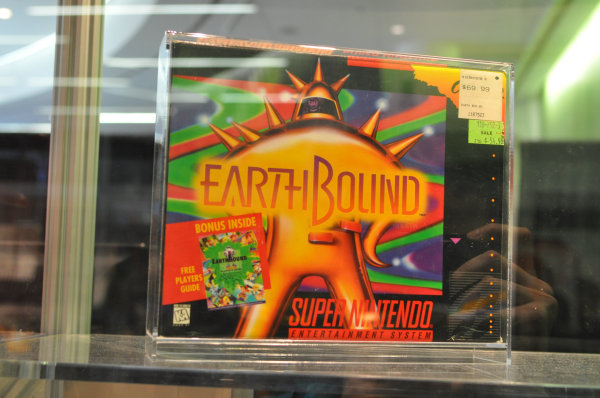 $69.99
SALE
EARTHBOUND
BONUS INSIDE
EARTHBOUND
FREE
PLAYERS
GUIDE
K-A
SUPER NINTENDO
ENTERTAINMENT SYSTEM